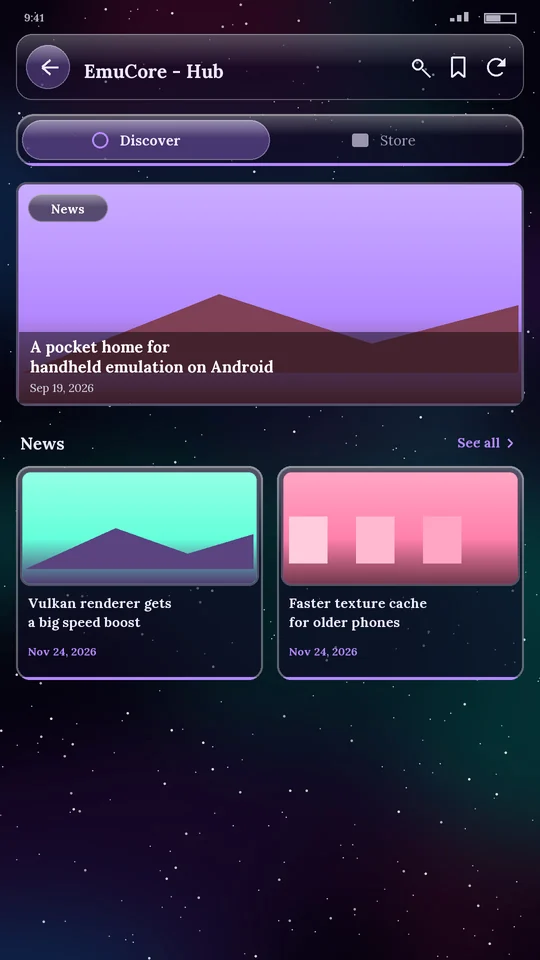 9:41
EmuCore - Hub
Discover
Store
News
A pocket home for
handheld emulation on Android
Sep 19, 2026
News
See all
Vulkan renderer gets
a big speed boost
Nov 24, 2026
Faster texture cache
for older phones
Nov 24, 2026